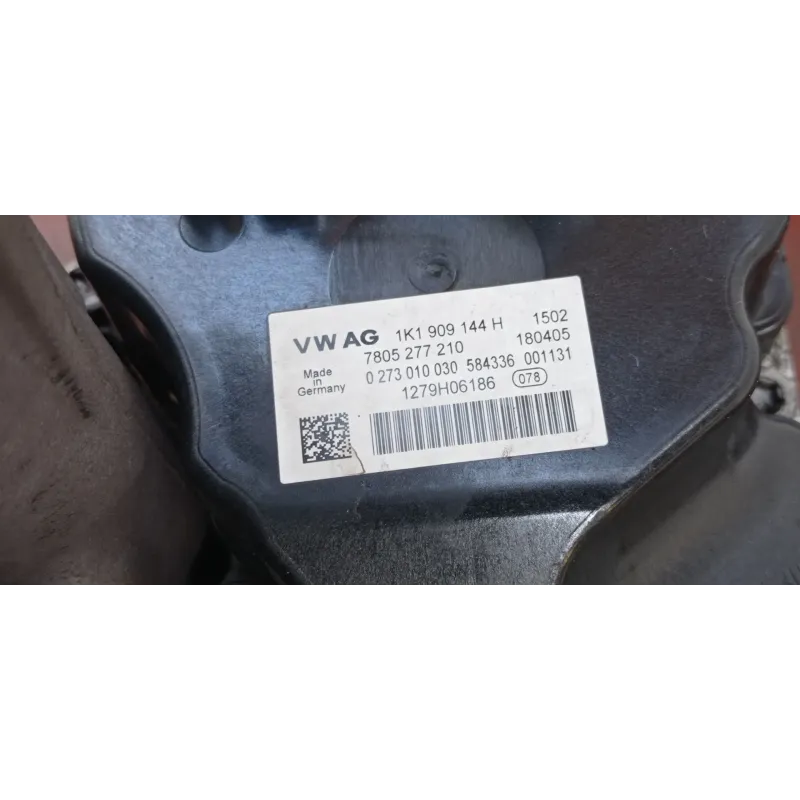 VW AG 1K1 909 144 H 1502
7805 277 210 180405
Made in Germany 0 273 010 030 584336 001131
1279H06186 078